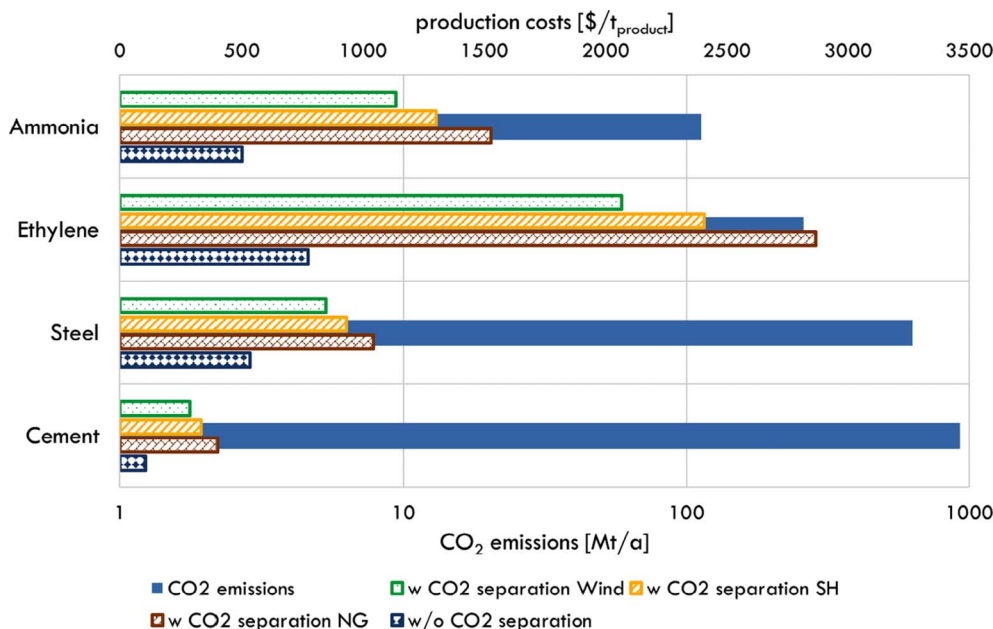 production costs [$/tproduct]
0 500 1000 1500 2000 2500 3000 3500
Ammonia
Ethylene
Steel
Cement
1 10 100 1000
CO2 emissions [Mt/a]
CO2 emissions w CO2 separation Wind w CO2 separation SH
w CO2 separation NG w/o CO2 separation